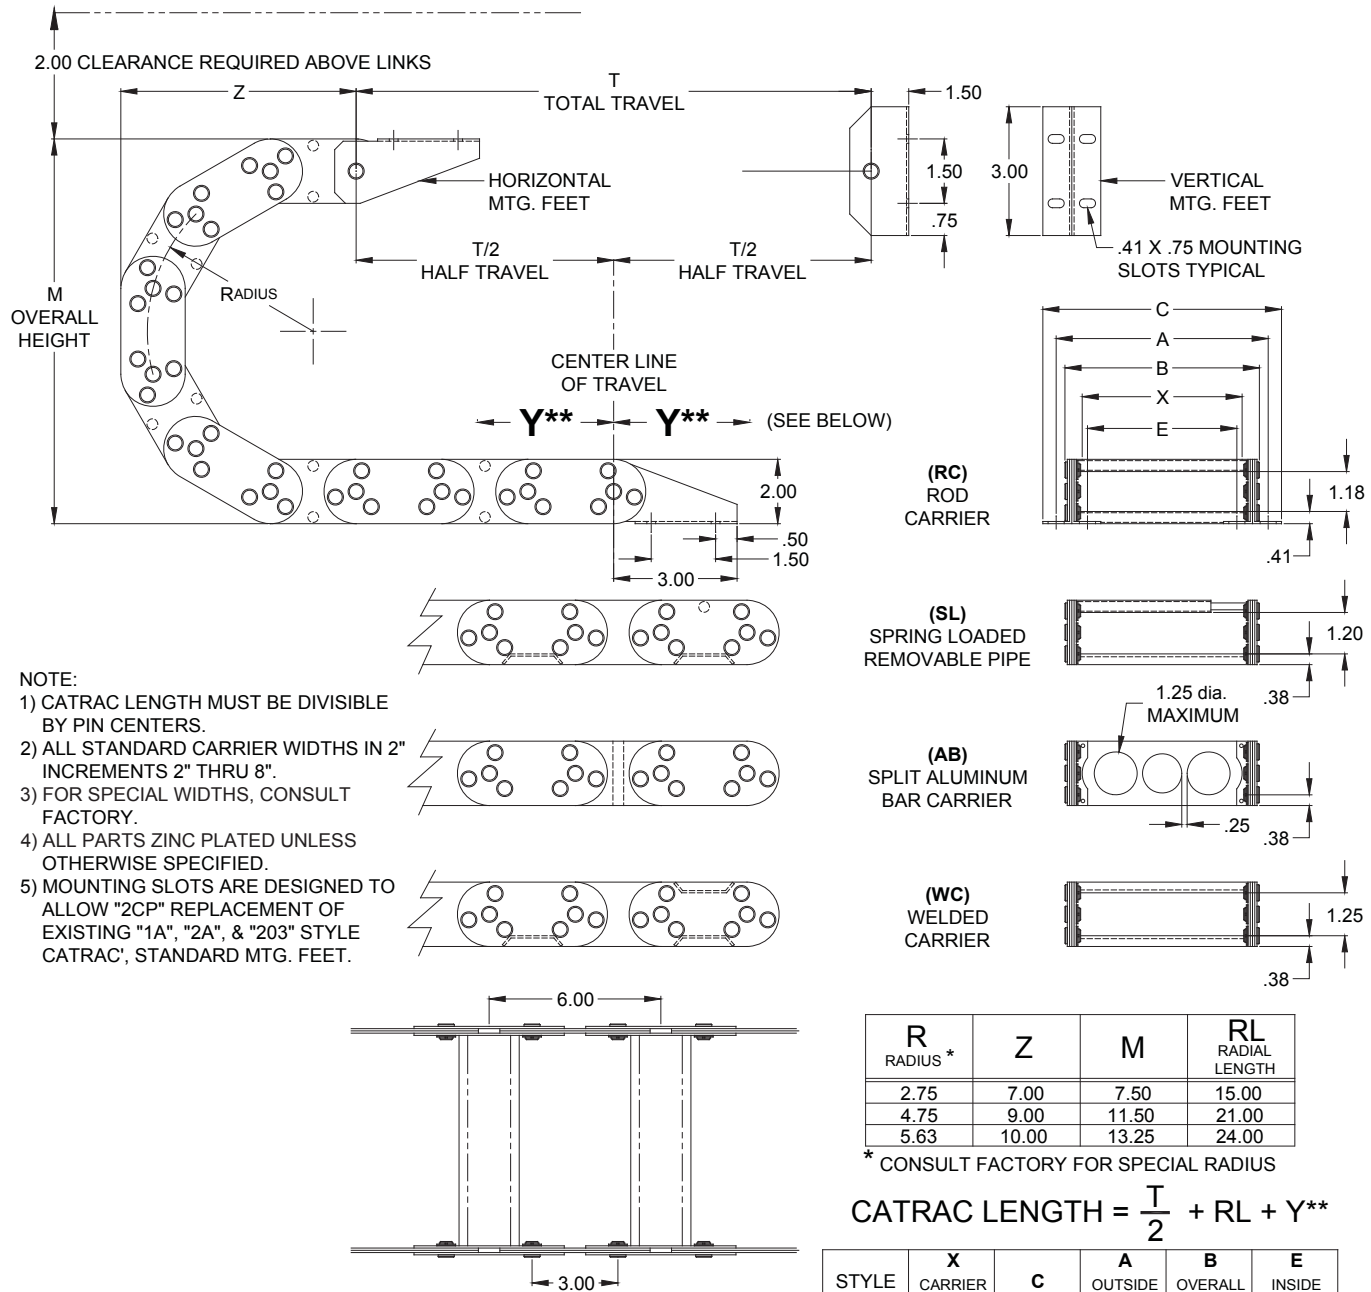 2.00 CLEARANCE REQUIRED ABOVE LINKS
Z
T
TOTAL TRAVEL
1.50
HORIZONTAL
MTG. FEET
1.50
.75
3.00
VERTICAL
MTG. FEET
.41 X .75 MOUNTING
SLOTS TYPICAL
T/2
HALF TRAVEL
T/2
HALF TRAVEL
M
OVERALL
HEIGHT
RADIUS
CENTER LINE
OF TRAVEL
Y** Y** (SEE BELOW)
2.00
.50
1.50
3.00
C
A
B
X
E
(RC)
ROD
CARRIER
1.18
.41
(SL)
SPRING LOADED
REMOVABLE PIPE
1.20
.38
1.25 dia.
MAXIMUM
(AB)
SPLIT ALUMINUM
BAR CARRIER
.25
.38
(WC)
WELDED
CARRIER
1.25
.38
NOTE:
1) CATRAC LENGTH MUST BE DIVISIBLE
BY PIN CENTERS.
2) ALL STANDARD CARRIER WIDTHS IN 2"
INCREMENTS 2" THRU 8".
3) FOR SPECIAL WIDTHS, CONSULT
FACTORY.
4) ALL PARTS ZINC PLATED UNLESS
OTHERWISE SPECIFIED.
5) MOUNTING SLOTS ARE DESIGNED TO
ALLOW "2CP" REPLACEMENT OF
EXISTING "1A", "2A", & "203" STYLE
CATRAC', STANDARD MTG. FEET.
6.00
3.00
R RADIUS * Z M RL RADIAL LENGTH
2.75 7.00 7.50 15.00
4.75 9.00 11.50 21.00
5.63 10.00 13.25 24.00
* CONSULT FACTORY FOR SPECIAL RADIUS
CATRAC LENGTH = T/2 + RL + Y**
STYLE X CARRIER C A OUTSIDE B OVERALL E INSIDE